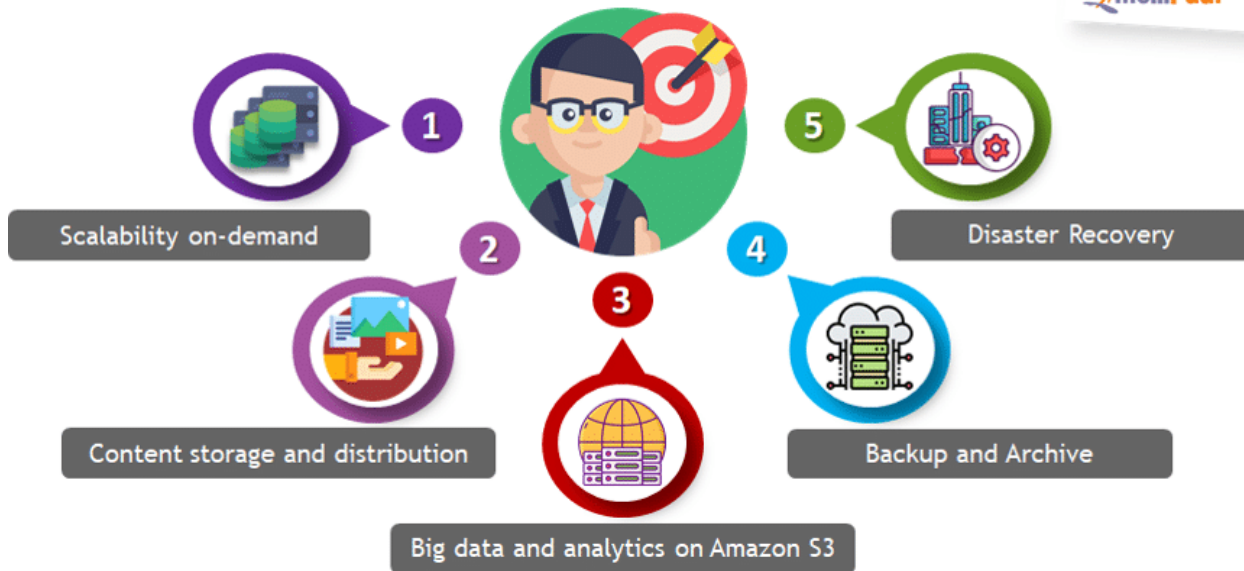 1
Scalability on-demand
2
Content storage and distribution
3
Big data and analytics on Amazon S3
4
Backup and Archive
5
Disaster Recovery